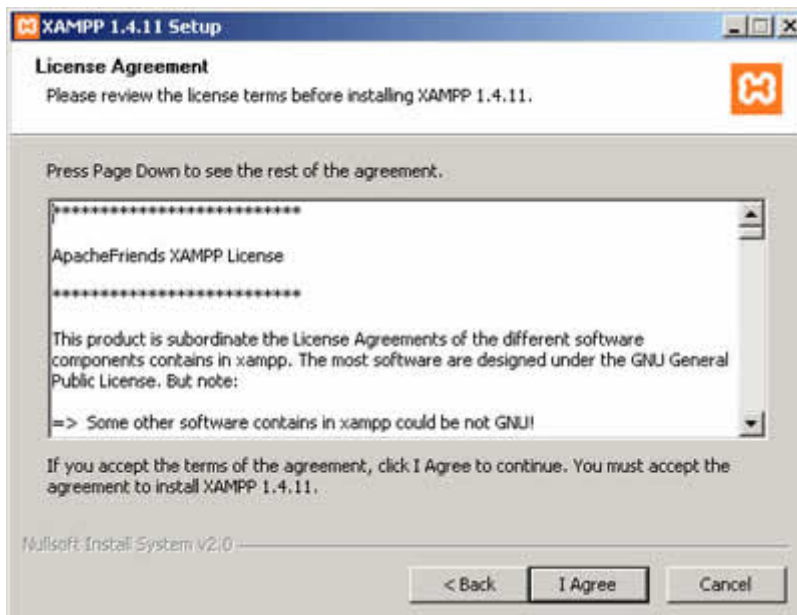 XAMPP 1.4.11 Setup
License Agreement
Please review the license terms before installing XAMPP 1.4.11.
Press Page Down to see the rest of the agreement.
***************************
ApacheFriends XAMPP License
***************************
This product is subordinate the License Agreements of the different software
components contains in xampp. The most software are designed under the GNU General
Public License. But note:
=> Some other software contains in xampp could be not GNU!
If you accept the terms of the agreement, click I Agree to continue. You must accept the
agreement to install XAMPP 1.4.11.
Nullsoft Install System v2.0
< Back I Agree Cancel